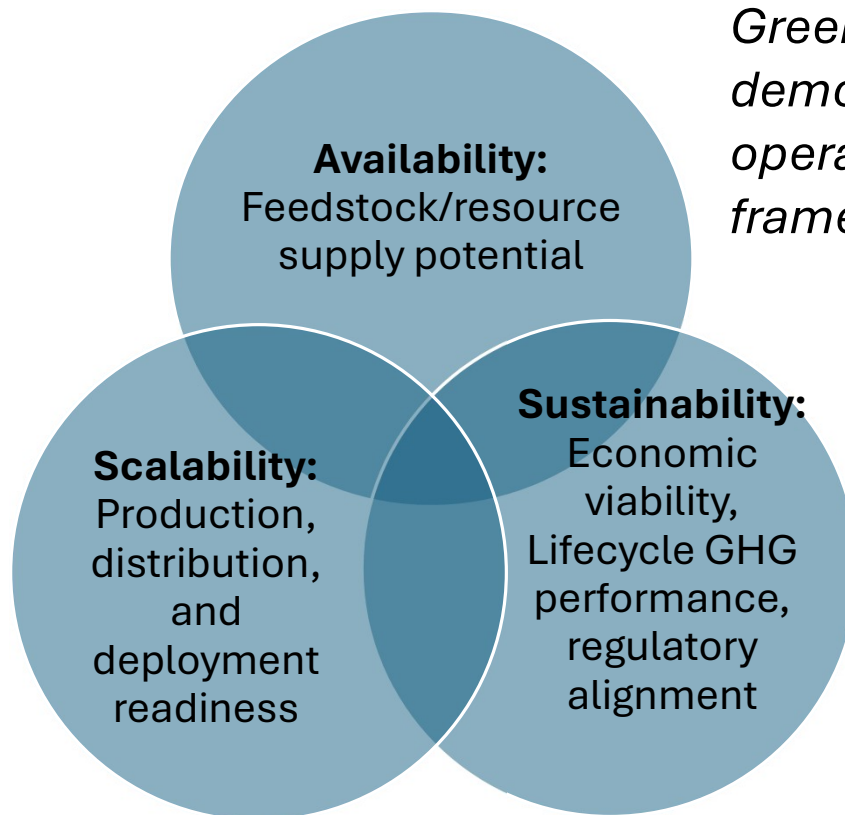 Availability:
Feedstock/resource
supply potential
Scalability:
Production,
distribution,
and
deployment
readiness
Sustainability:
Economic
viability,
Lifecycle GHG
performance,
regulatory
alignment